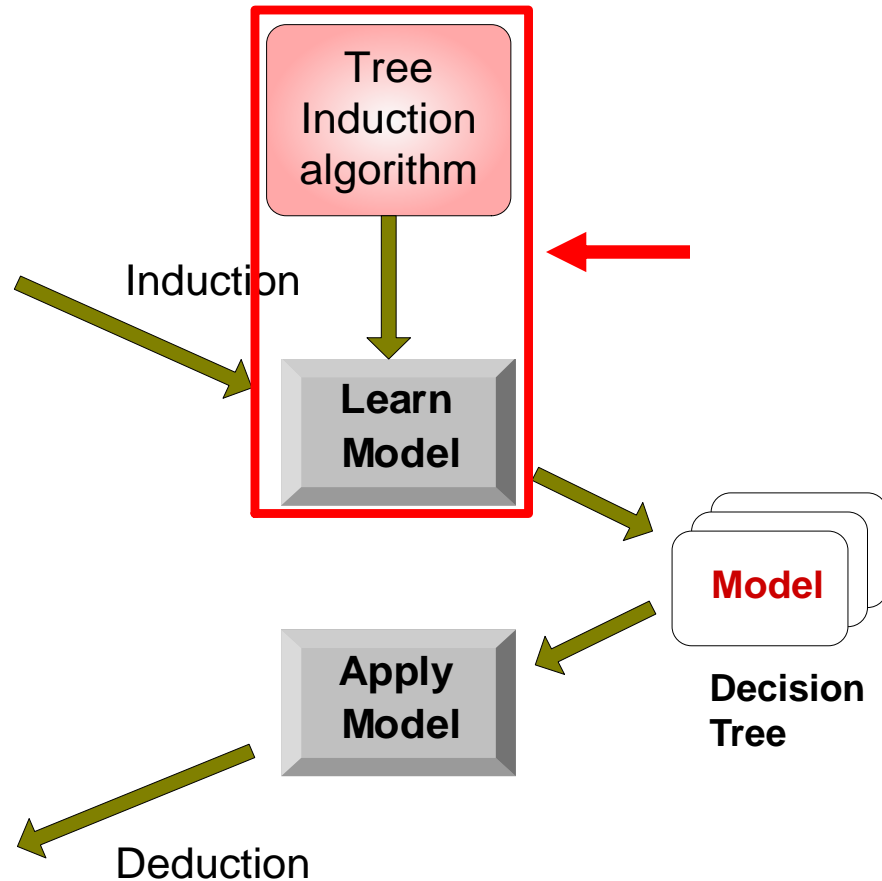 Tree
Induction
algorithm
Induction
Learn
Model
Model
Apply
Model
Decision
Tree
Deduction